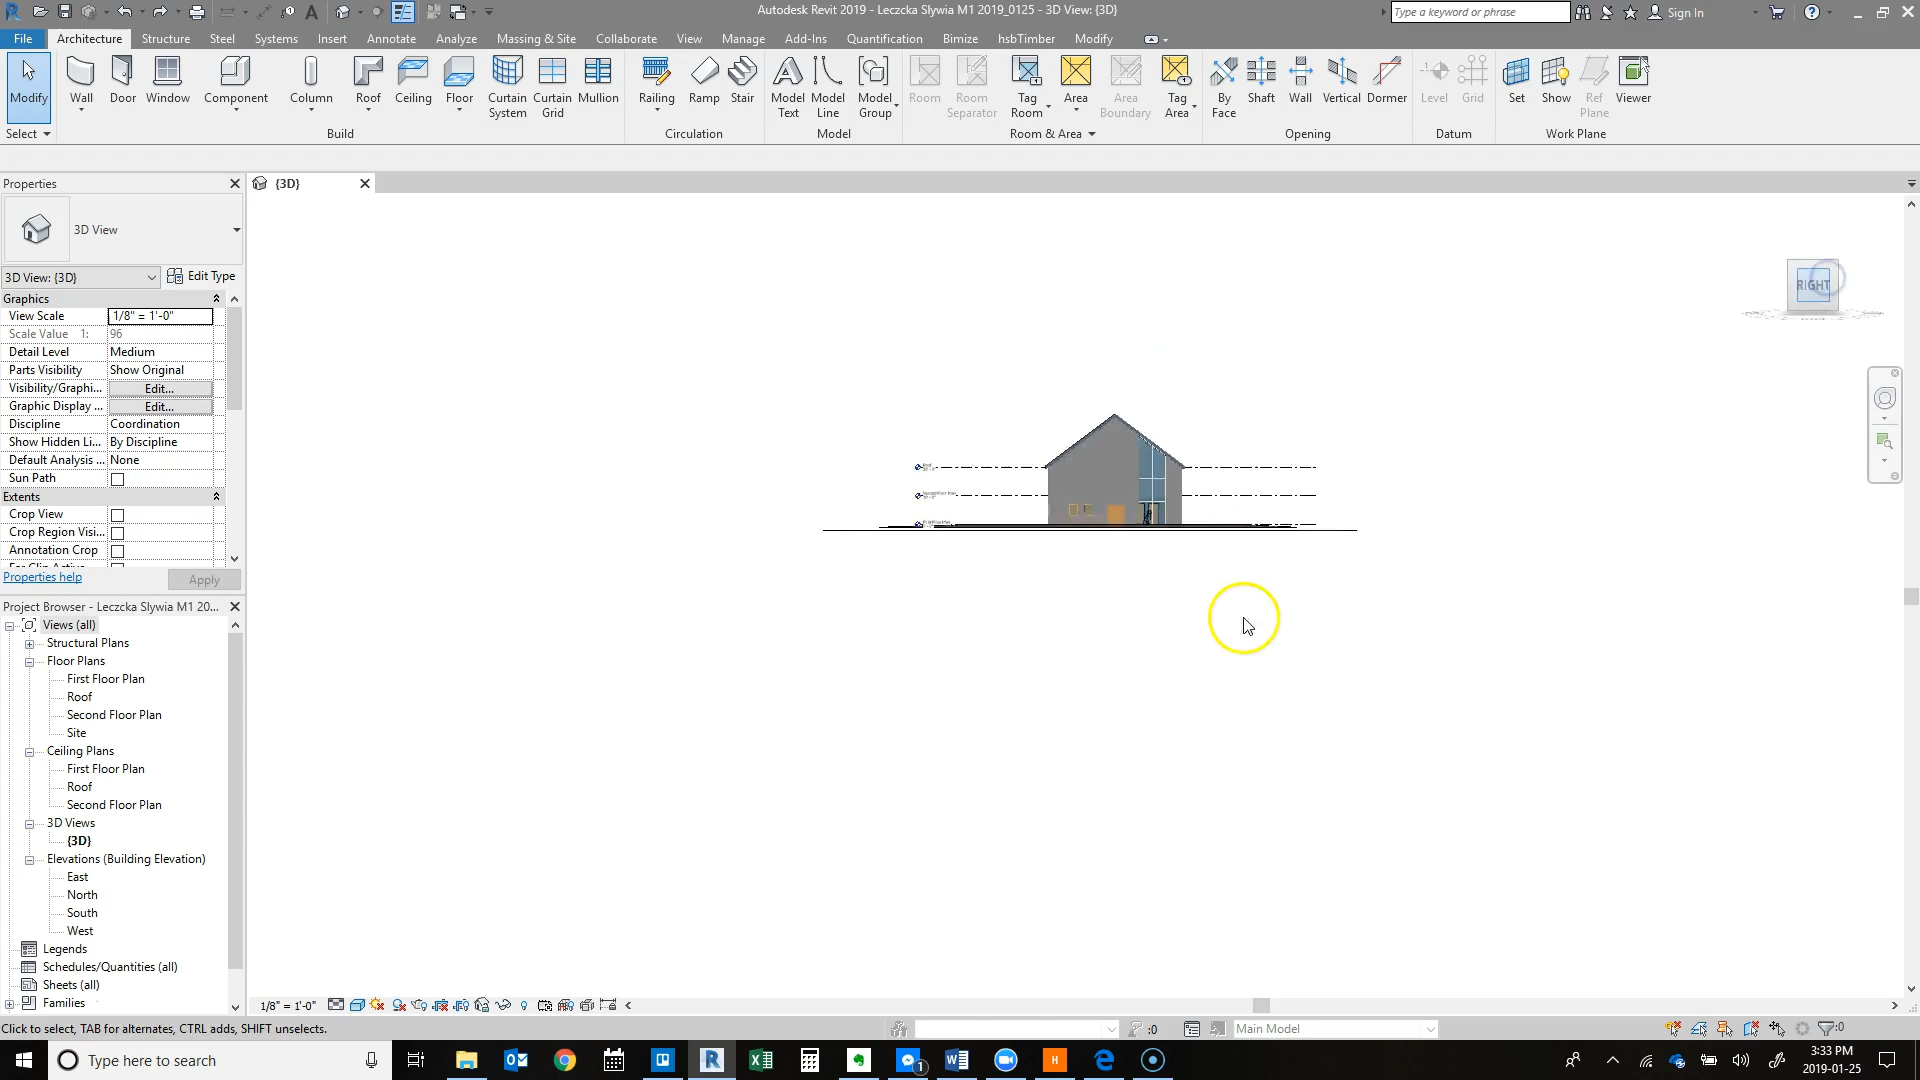 Autodesk Revit 2019 - Leczcka Slywia M1 2019_0125 - 3D View: {3D}
Type a keyword or phrase
Sign In
File Architecture Structure Steel Systems Insert Annotate Analyze Massing & Site Collaborate View Manage Add-Ins Quantification Bimize hsbTimber Modify
Modify Wall Door Window Component Column Roof Ceiling Floor Curtain System Curtain Grid Mullion Railing Ramp Stair Model Text Model Line Model Group Room Room Separator Tag Room Area Area Boundary Tag Area By Face Shaft Wall Vertical Dormer Level Grid Set Show Ref Plane Viewer
Select Build Circulation Model Room & Area Opening Datum Work Plane
Properties
{3D}
3D View
3D View: {3D} Edit Type
Graphics
View Scale 1/8" = 1'-0"
Scale Value 1: 96
Detail Level Medium
Parts Visibility Show Original
Visibility/Graphi... Edit...
Graphic Display ... Edit...
Discipline Coordination
Show Hidden Li... By Discipline
Default Analysis ... None
Sun Path
Extents
Crop View
Crop Region Visi...
Annotation Crop
Properties help Apply
RIGHT
Project Browser - Leczcka Slywia M1 20...
Views (all)
Structural Plans
Floor Plans
First Floor Plan
Roof
Second Floor Plan
Site
Ceiling Plans
First Floor Plan
Roof
Second Floor Plan
3D Views
{3D}
Elevations (Building Elevation)
East
North
South
West
Legends
Schedules/Quantities (all)
Sheets (all)
Families
1/8" = 1'-0"
Click to select, TAB for alternates, CTRL adds, SHIFT unselects.
:0
Main Model
:0
Type here to search
1
3:33 PM
2019-01-25